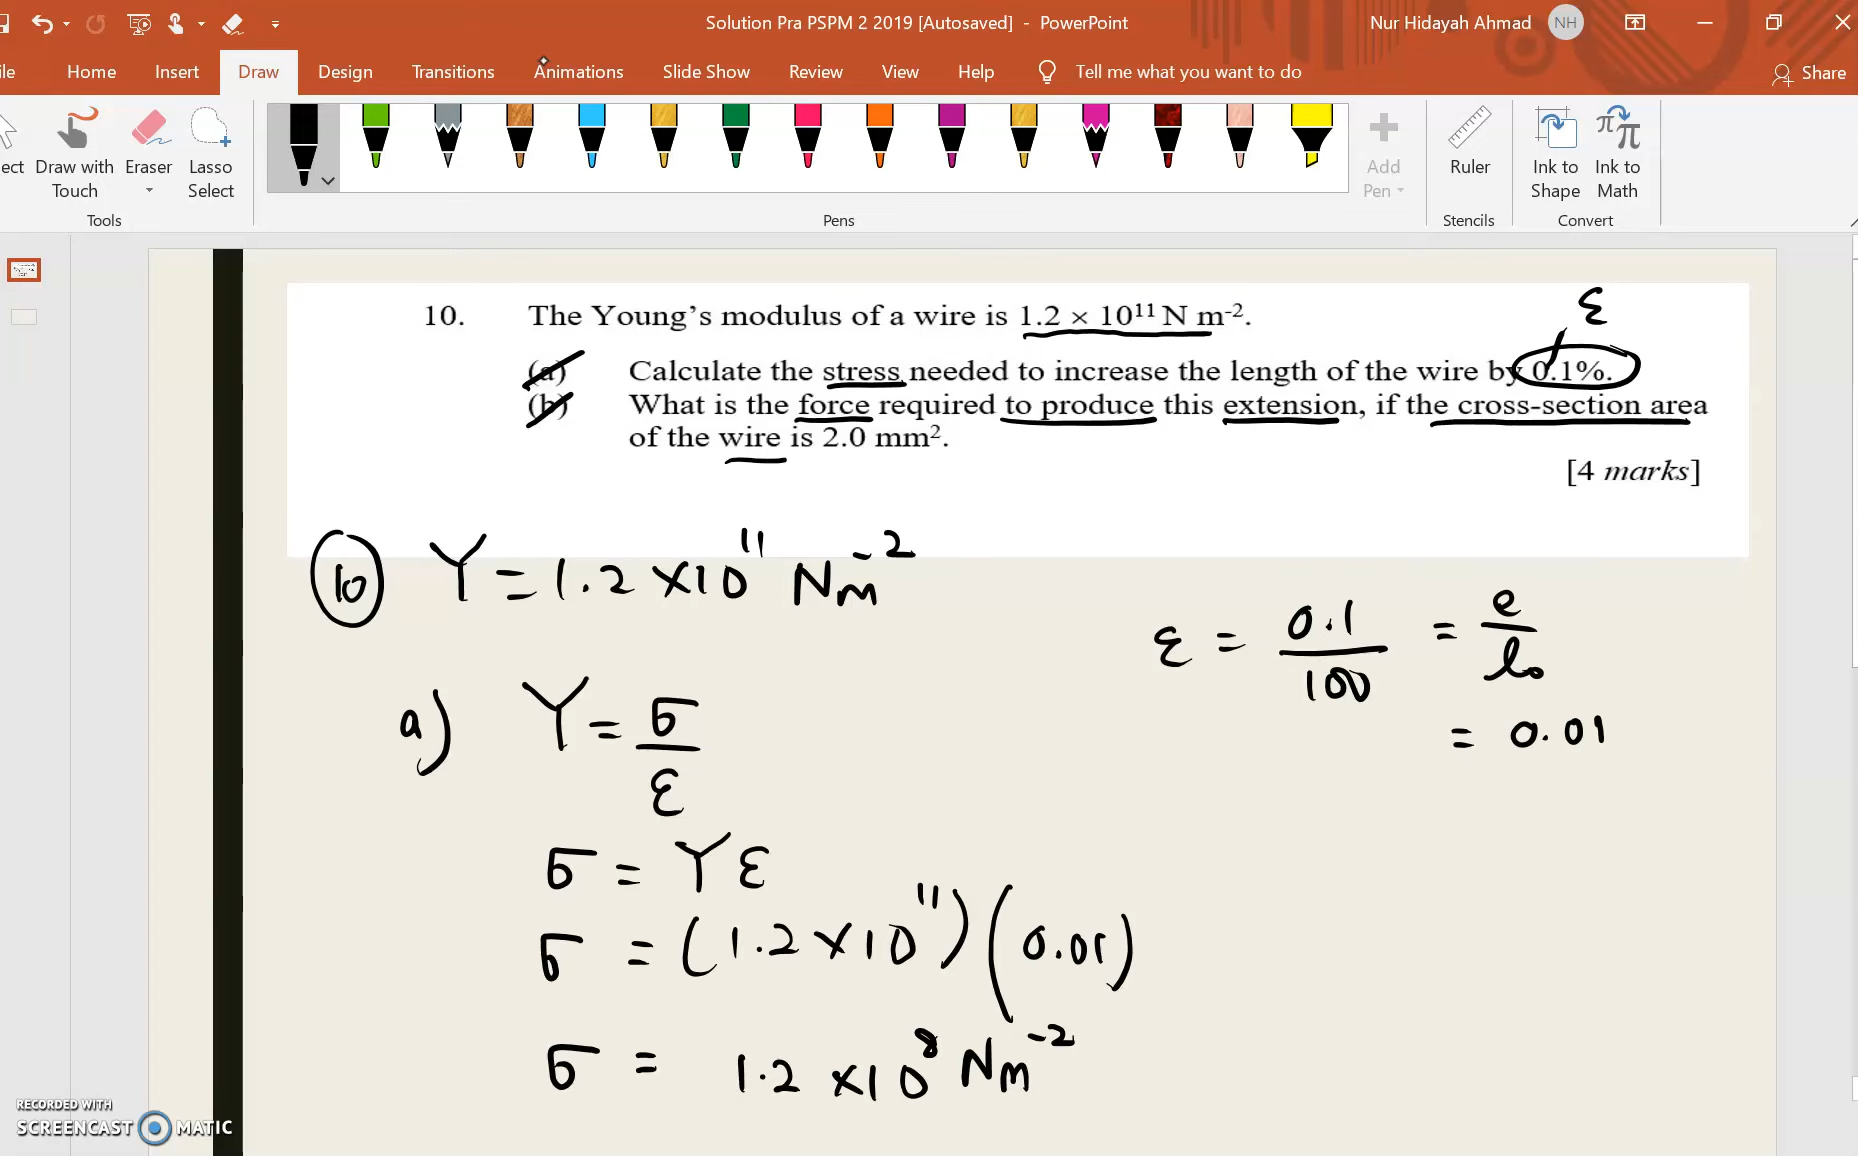 Solution Pra PSPM 2 2019 [Autosaved] - PowerPoint
Nur Hidayah Ahmad
NH
ile
Home
Insert
Draw
Design
Transitions
Animations
Slide Show
Review
View
Help
Tell me what you want to do
Share
ect
Draw with
Touch
Eraser
Lasso
Select
Tools
Pens
Add
Pen
Ruler
Stencils
Ink to
Shape
Ink to
Math
Convert
ε
10. The Young's modulus of a wire is 1.2 × 10¹¹ N m⁻².
(a) Calculate the stress needed to increase the length of the wire by 0.1%.
(b) What is the force required to produce this extension, if the cross-section area
of the wire is 2.0 mm².
[4 marks]
10 Y = 1.2 × 10¹¹ Nm⁻²
ε = 0.1/100 = e/l₀
= 0.01
a) Y = σ/ε
σ = Yε
σ = (1.2 × 10¹¹)(0.01)
σ = 1.2 × 10⁸ Nm⁻²
RECORDED WITH
SCREENCAST MATIC